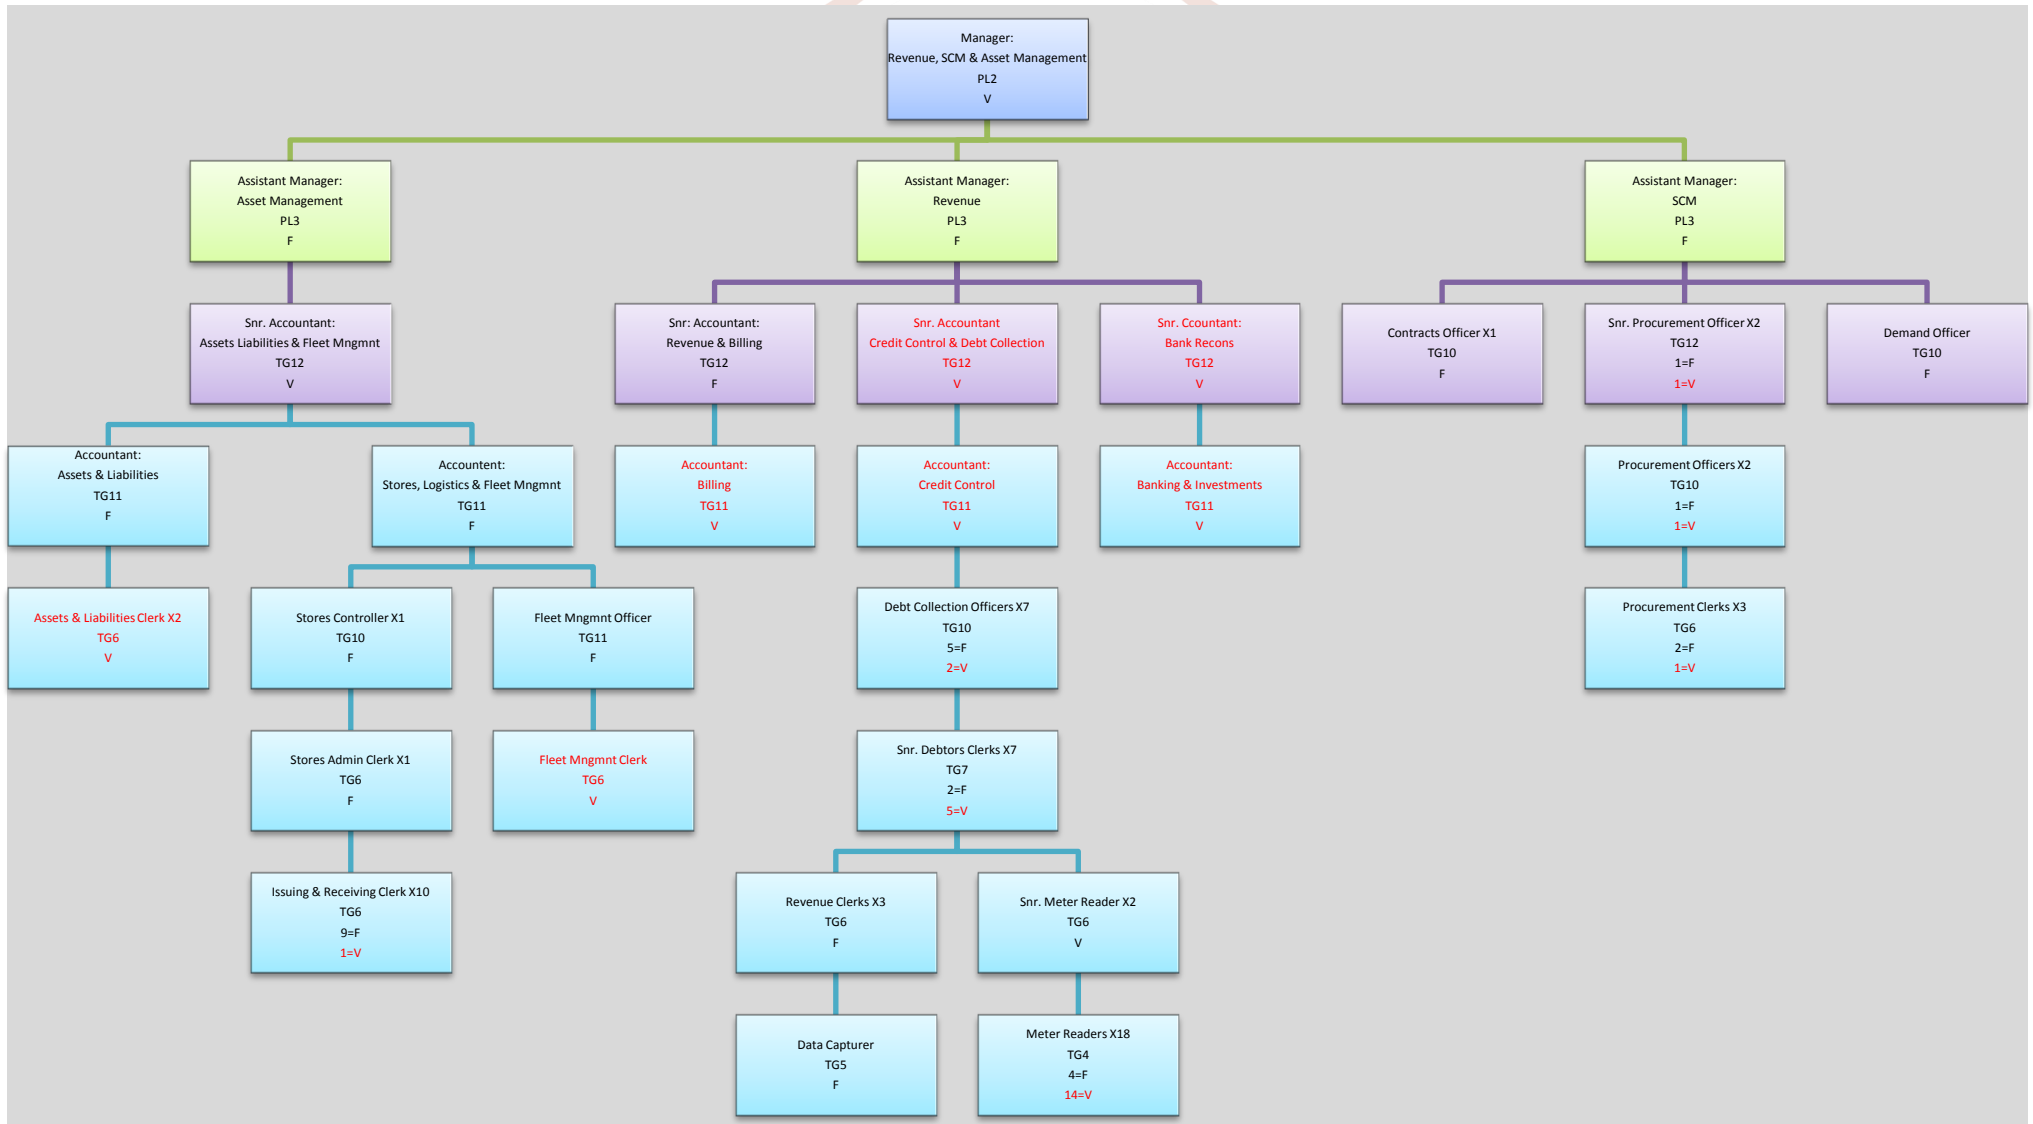 Manager:
Revenue, SCM & Asset Management
PL2
V
Assistant Manager:
Asset Management
PL3
F
Assistant Manager:
Revenue
PL3
F
Assistant Manager:
SCM
PL3
F
Snr. Accountant:
Assets Liabilities & Fleet Mngmnt
TG12
V
Snr: Accountant:
Revenue & Billing
TG12
F
Snr. Accountant
Credit Control & Debt Collection
TG12
V
Snr. Ccountant:
Bank Recons
TG12
V
Contracts Officer X1
TG10
F
Snr. Procurement Officer X2
TG12
1=F
1=V
Demand Officer
TG10
F
Accountant:
Assets & Liabilities
TG11
F
Accountent:
Stores, Logistics & Fleet Mngmnt
TG11
F
Accountant:
Billing
TG11
V
Accountant:
Credit Control
TG11
V
Accountant:
Banking & Investments
TG11
V
Procurement Officers X2
TG10
1=F
1=V
Assets & Liabilities Clerk X2
TG6
V
Stores Controller X1
TG10
F
Fleet Mngmnt Officer
TG11
F
Debt Collection Officers X7
TG10
5=F
2=V
Procurement Clerks X3
TG6
2=F
1=V
Stores Admin Clerk X1
TG6
F
Fleet Mngmnt Clerk
TG6
V
Snr. Debtors Clerks X7
TG7
2=F
5=V
Issuing & Receiving Clerk X10
TG6
9=F
1=V
Revenue Clerks X3
TG6
F
Snr. Meter Reader X2
TG6
V
Data Capturer
TG5
F
Meter Readers X18
TG4
4=F
14=V